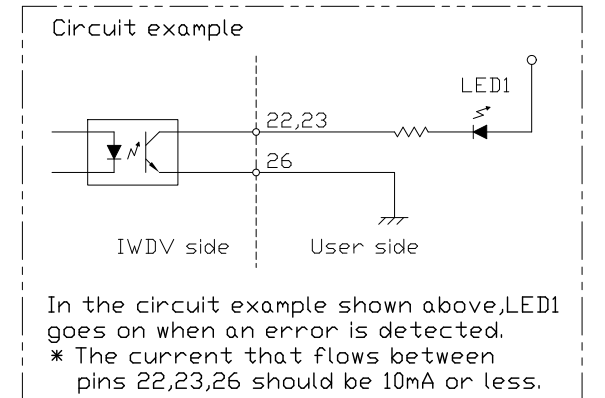 Circuit example
LED1
22,23
26
IWDV side
User side
In the circuit example shown above,LED1
goes on when an error is detected.
* The current that flows between
pins 22,23,26 should be 10mA or less.